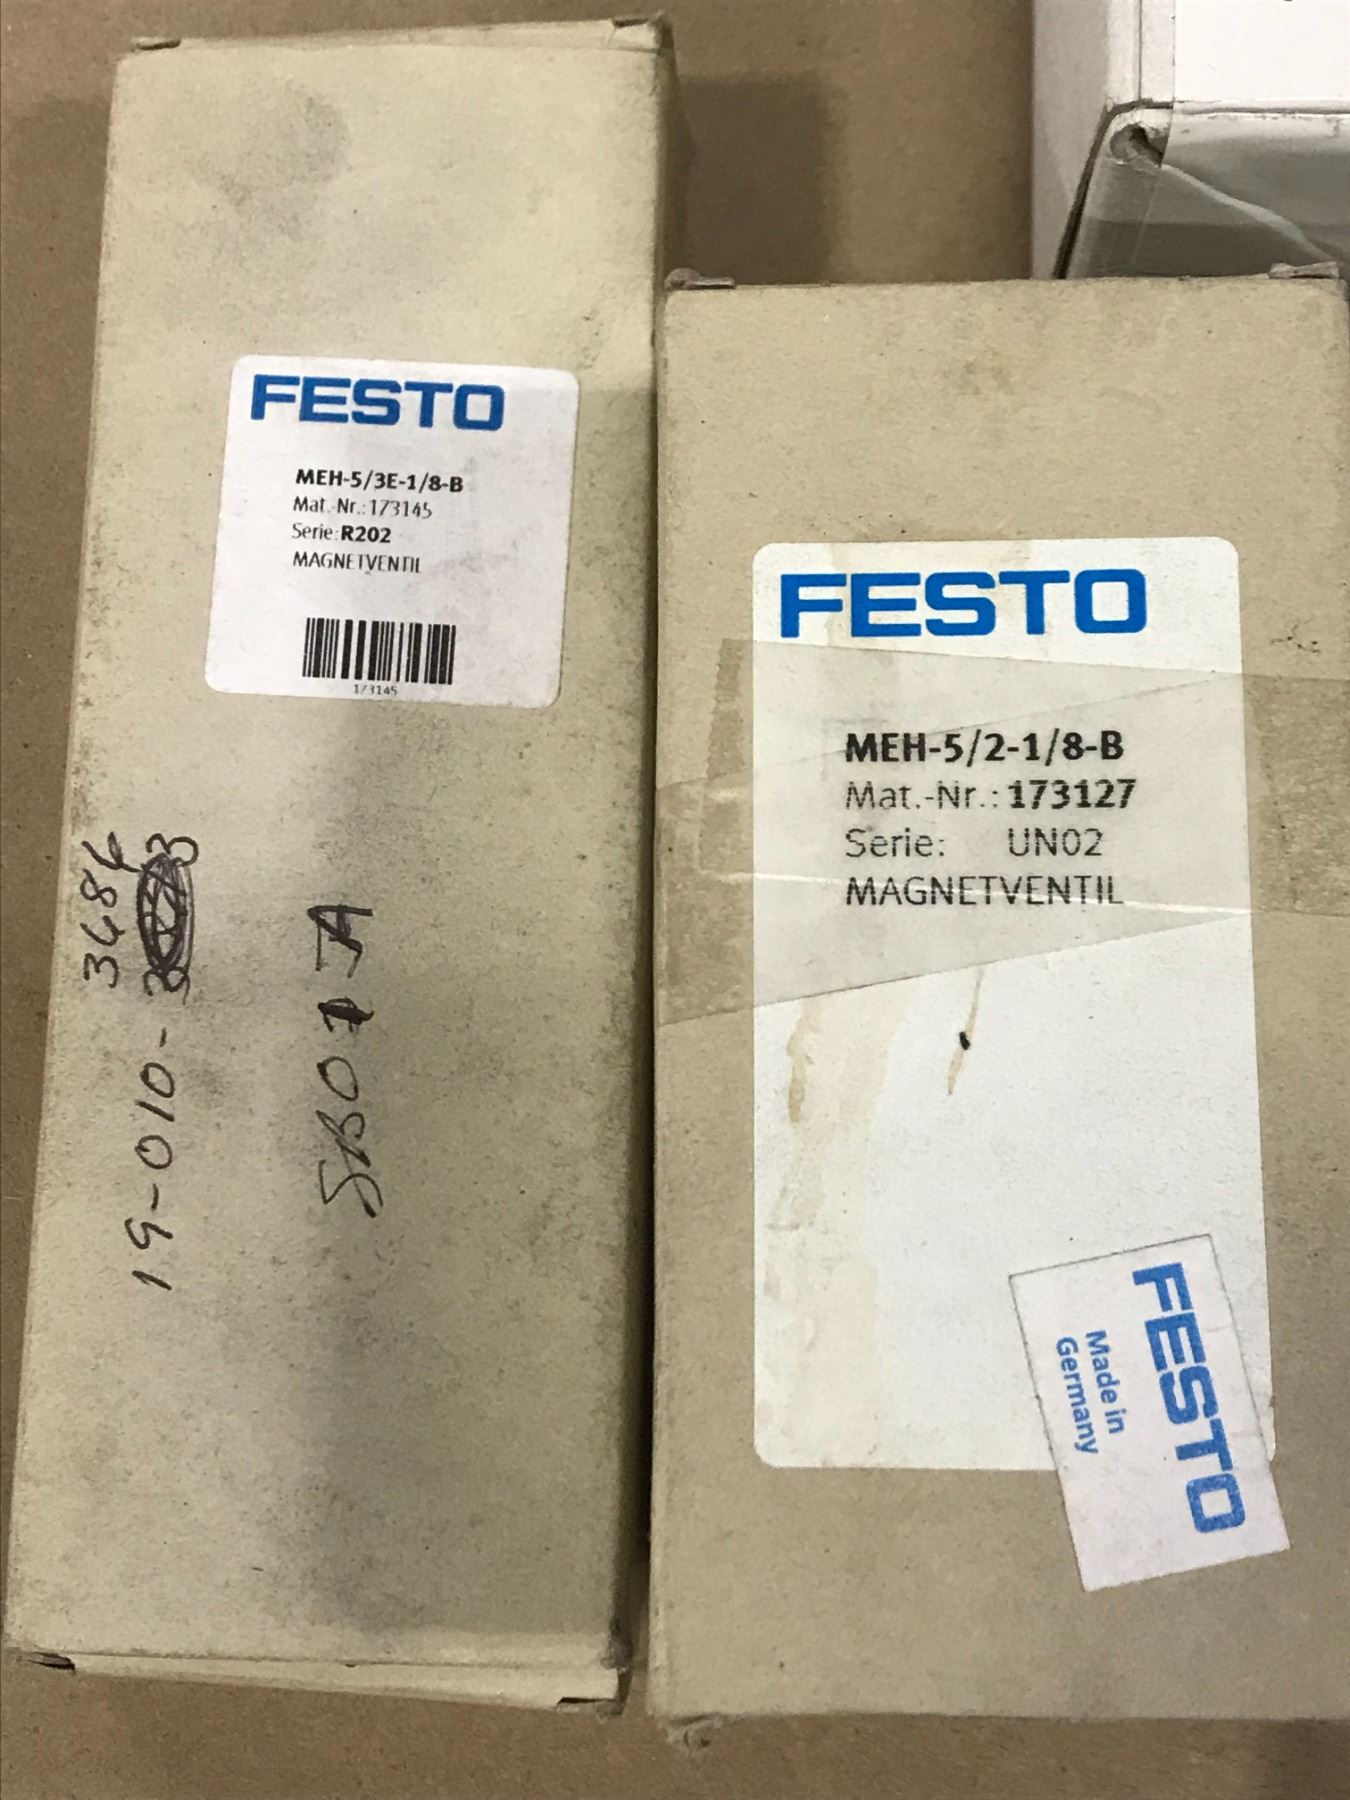 FESTO
MEH-5/3E-1/8-B
Mat.-Nr.:173145
Serie:R202
MAGNETVENTIL
173145
3686
19-010-
FESTO
MEH-5/2-1/8-B
Mat.-Nr.: 173127
Serie: UN02
MAGNETVENTIL
FESTO
Made in
Germany